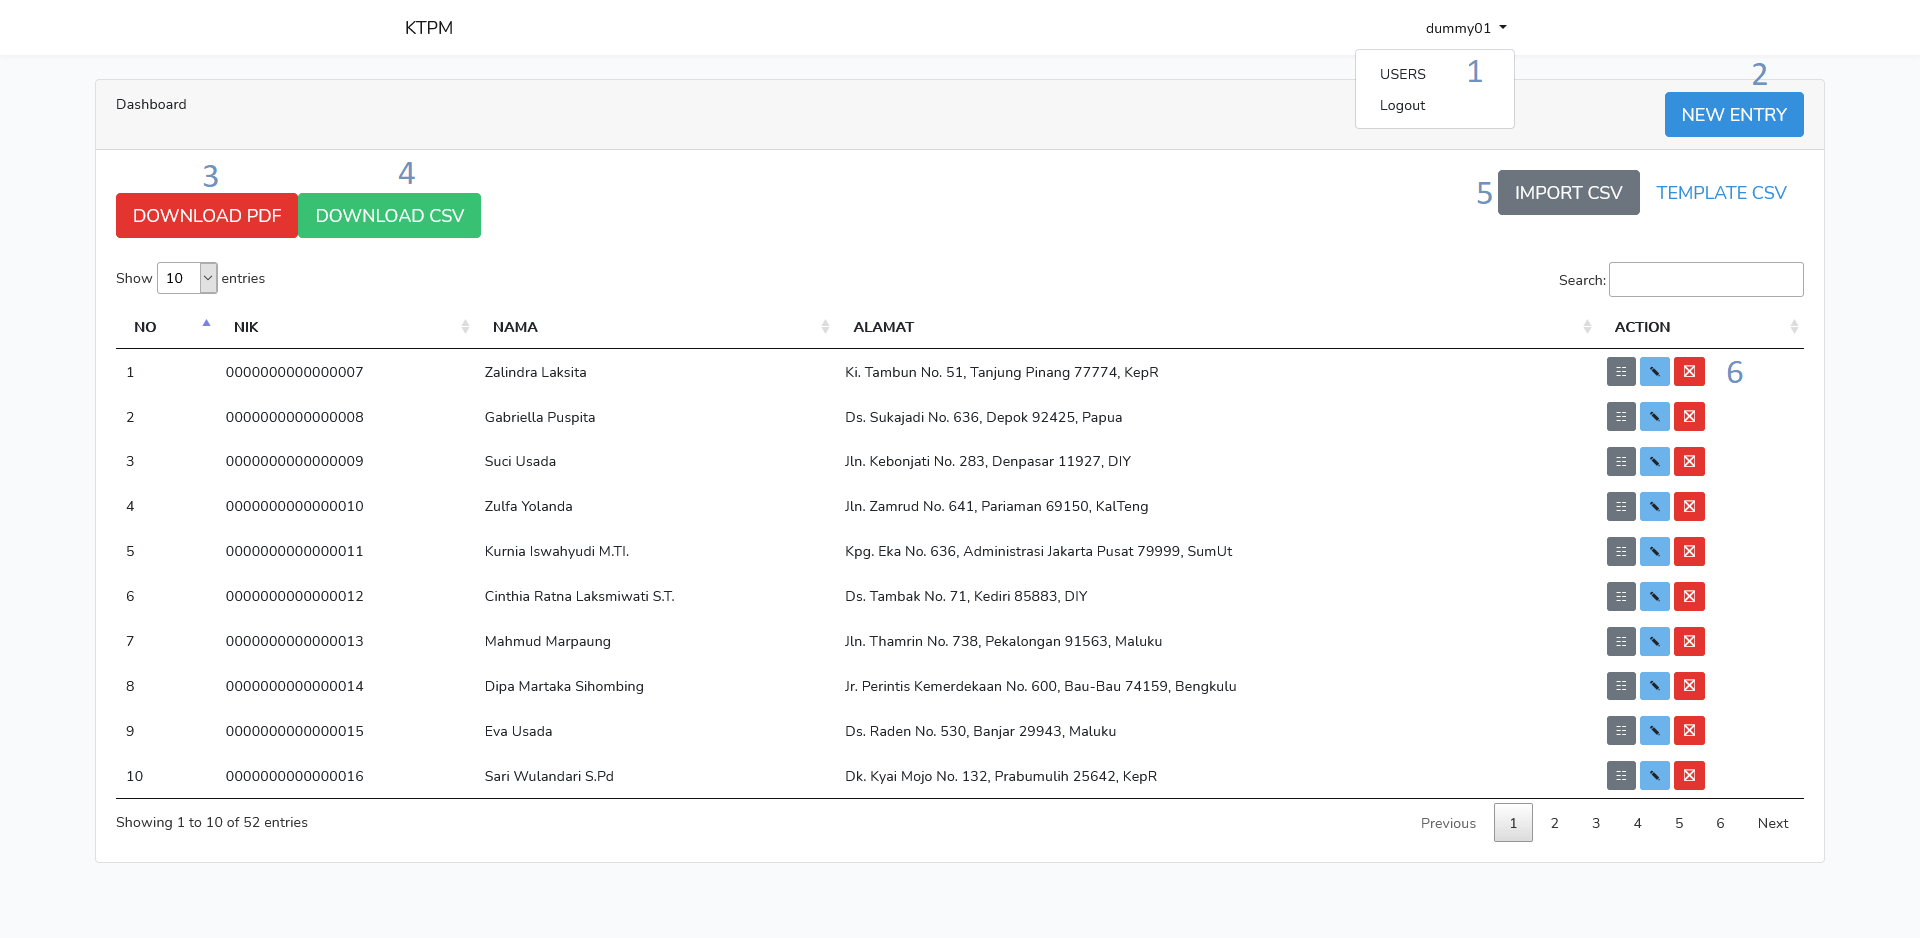 KTPM
dummy01
USERS 1
Logout
2
Dashboard
NEW ENTRY
3 4
DOWNLOAD PDF DOWNLOAD CSV
5 IMPORT CSV TEMPLATE CSV
Show 10 entries
Search:
NO NIK NAMA ALAMAT ACTION
1 0000000000000007 Zalindra Laksita Ki. Tambun No. 51, Tanjung Pinang 77774, KepR 6
2 0000000000000008 Gabriella Puspita Ds. Sukajadi No. 636, Depok 92425, Papua
3 0000000000000009 Suci Usada Jln. Kebonjati No. 283, Denpasar 11927, DIY
4 0000000000000010 Zulfa Yolanda Jln. Zamrud No. 641, Pariaman 69150, KalTeng
5 0000000000000011 Kurnia Iswahyudi M.TI. Kpg. Eka No. 636, Administrasi Jakarta Pusat 79999, SumUt
6 0000000000000012 Cinthia Ratna Laksmiwati S.T. Ds. Tambak No. 71, Kediri 85883, DIY
7 0000000000000013 Mahmud Marpaung Jln. Thamrin No. 738, Pekalongan 91563, Maluku
8 0000000000000014 Dipa Martaka Sihombing Jr. Perintis Kemerdekaan No. 600, Bau-Bau 74159, Bengkulu
9 0000000000000015 Eva Usada Ds. Raden No. 530, Banjar 29943, Maluku
10 0000000000000016 Sari Wulandari S.Pd Dk. Kyai Mojo No. 132, Prabumulih 25642, KepR
Showing 1 to 10 of 52 entries
Previous 1 2 3 4 5 6 Next